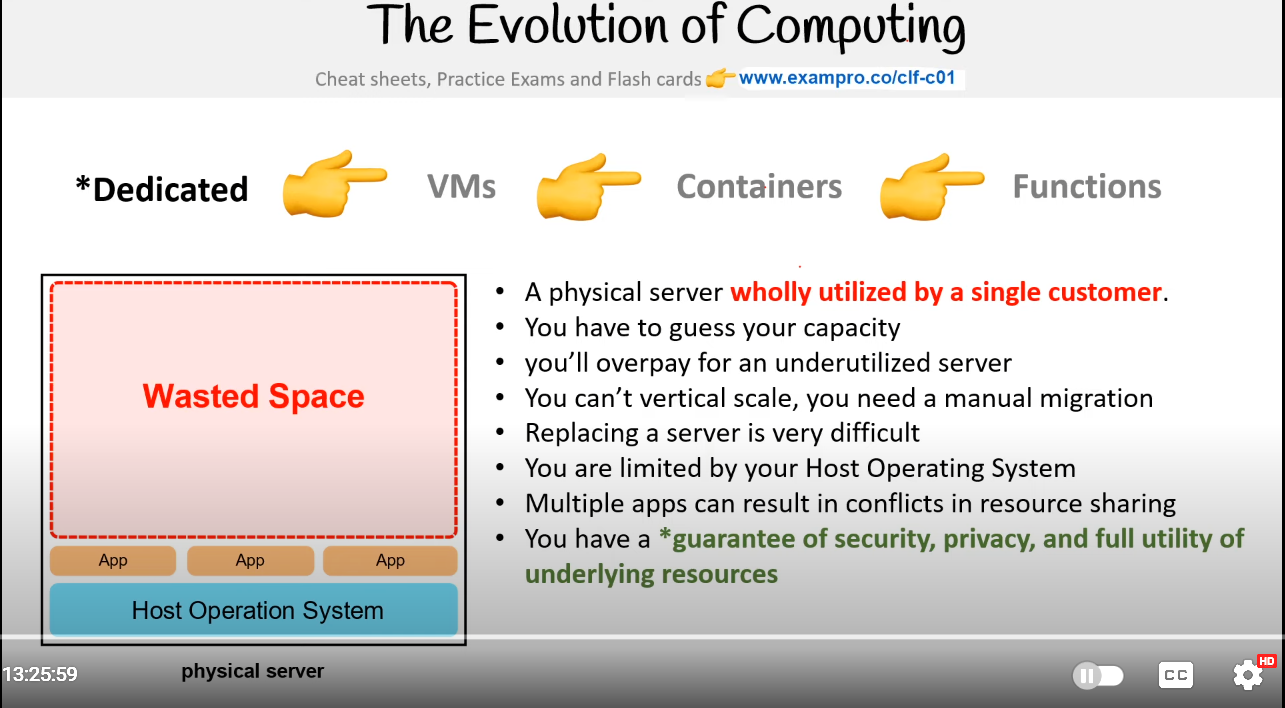 The Evolution of Computing
Cheat sheets, Practice Exams and Flash cards www.exampro.co/clf-c01
*Dedicated VMs Containers Functions
Wasted Space
App App App
Host Operation System
physical server
• A physical server wholly utilized by a single customer.
• You have to guess your capacity
• you’ll overpay for an underutilized server
• You can’t vertical scale, you need a manual migration
• Replacing a server is very difficult
• You are limited by your Host Operating System
• Multiple apps can result in conflicts in resource sharing
• You have a *guarantee of security, privacy, and full utility of
underlying resources
13:25:59
CC
HD